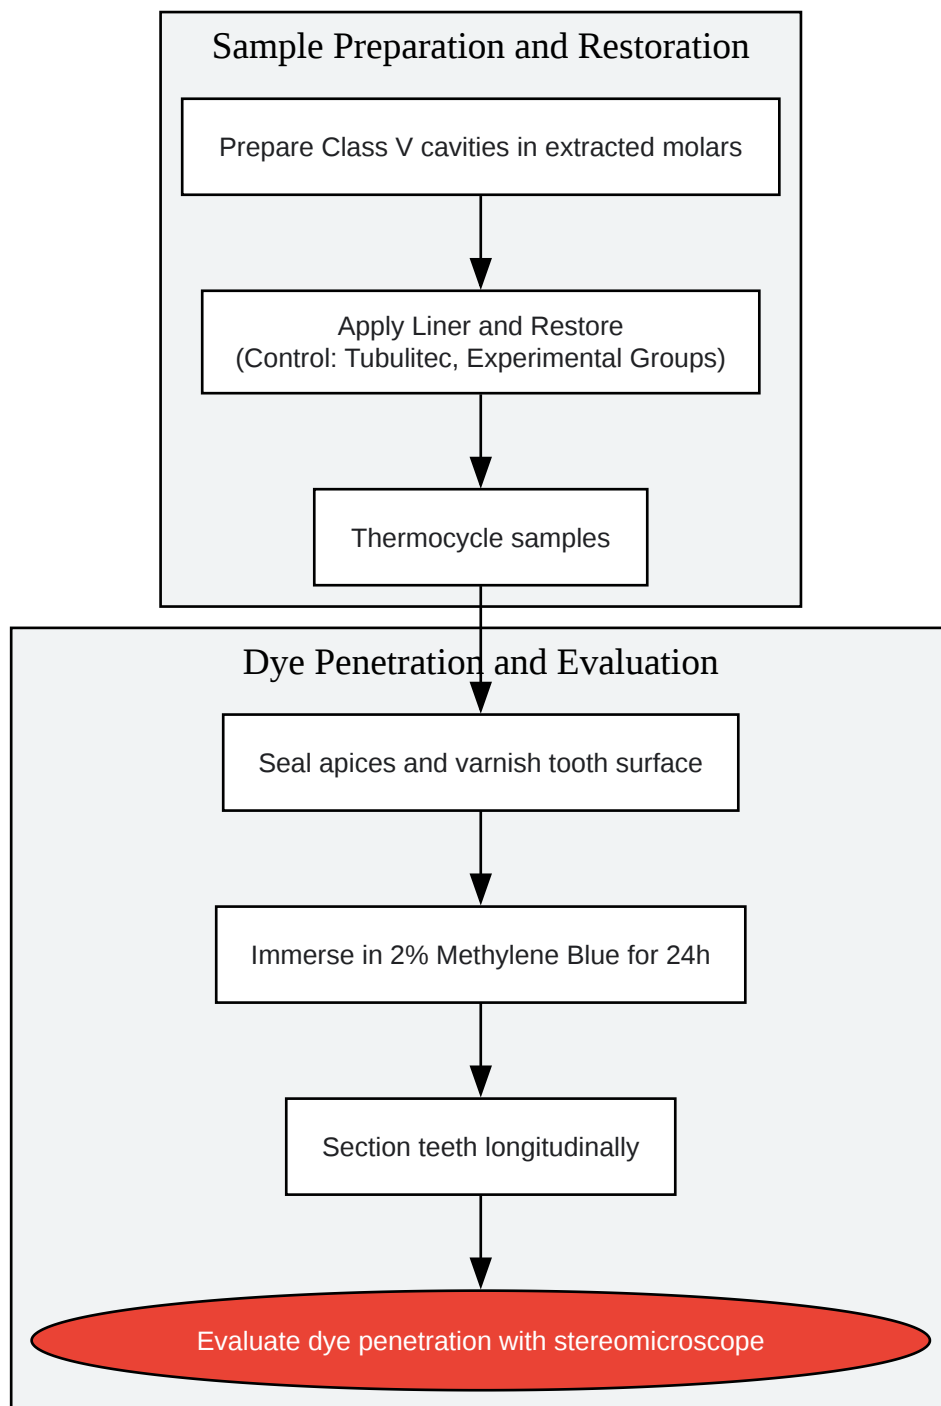 Sample Preparation and Restoration
Prepare Class V cavities in extracted molars
Apply Liner and Restore
(Control: Tubulitec, Experimental Groups)
Thermocycle samples
Dye Penetration and Evaluation
Seal apices and varnish tooth surface
Immerse in 2% Methylene Blue for 24h
Section teeth longitudinally
Evaluate dye penetration with stereomicroscope